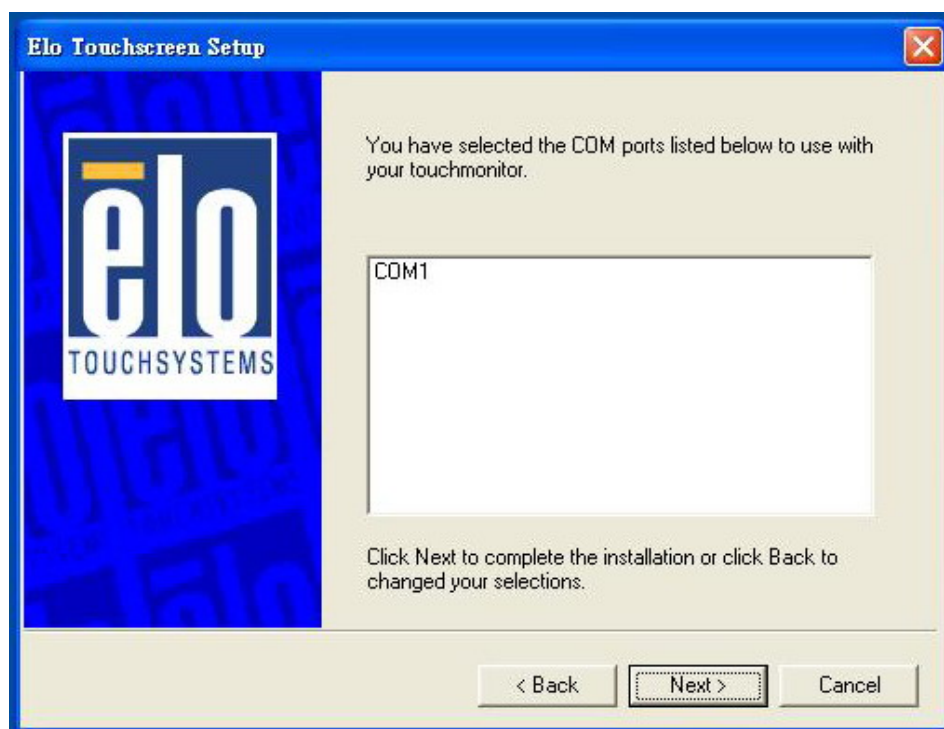 Elo Touchscreen Setup
elo
TOUCHSYSTEMS
You have selected the COM ports listed below to use with
your touchmonitor.
COM1
Click Next to complete the installation or click Back to
changed your selections.
< Back
Next >
Cancel